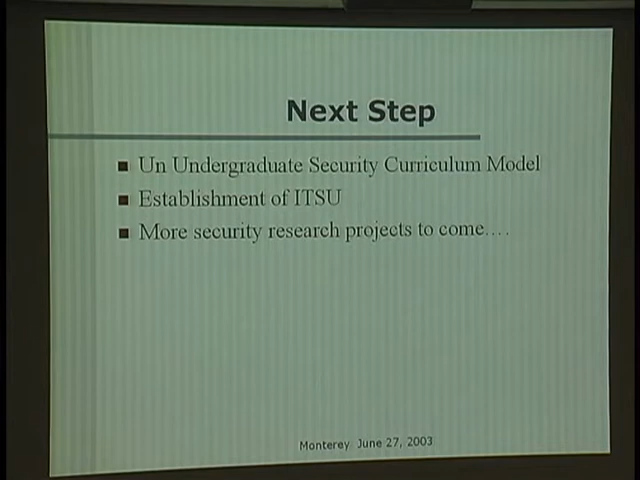 Next Step
Un Undergraduate Security Curriculum Model
Establishment of ITSU
More security research projects to come....
Monterey June 27, 2003